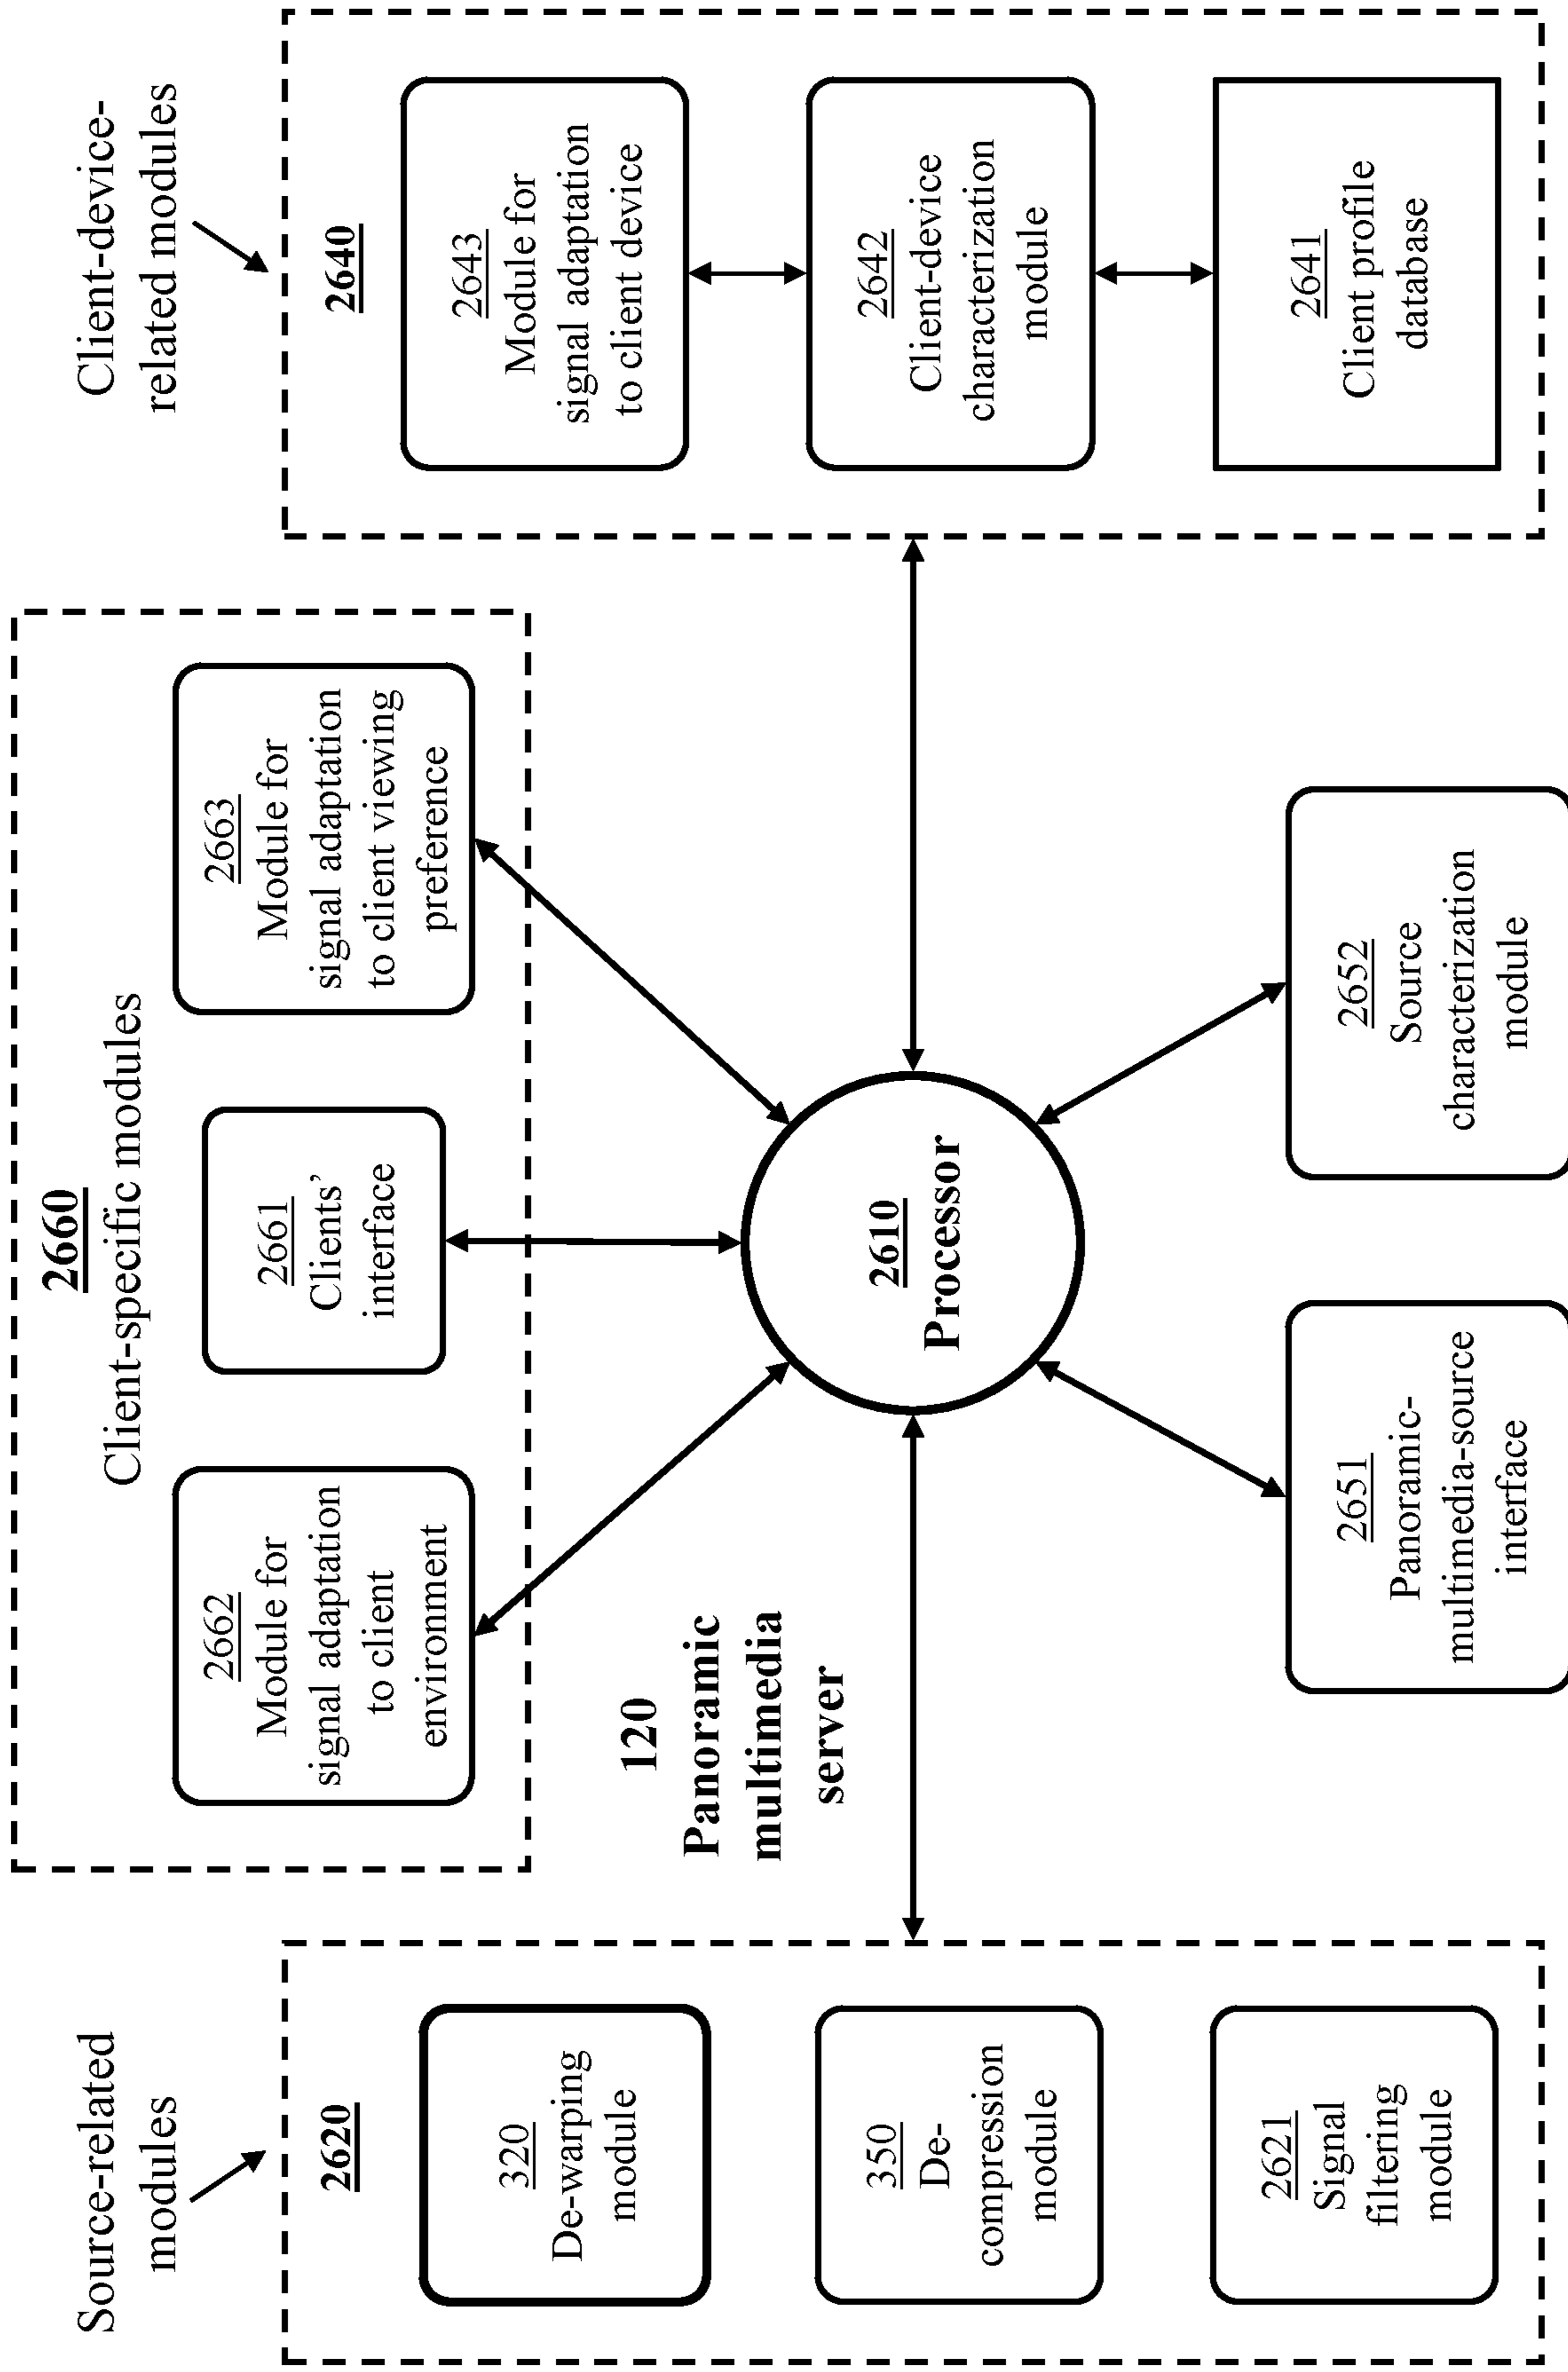 Source-related
modules
2620
320
De-warping
module
350
De-
compression
module
2621
Signal
filtering
module
2660
Client-specific modules
2662
Module for
signal adaptation
to client
environment
2661
Clients’
interface
2663
Module for
signal adaptation
to client viewing
preference
120
Panoramic
multimedia
server
2610
Processor
2651
Panoramic-
multimedia-source
interface
2652
Source
characterization
module
Client-device-
related modules
2640
2643
Module for
signal adaptation
to client device
2642
Client-device
characterization
module
2641
Client profile
database